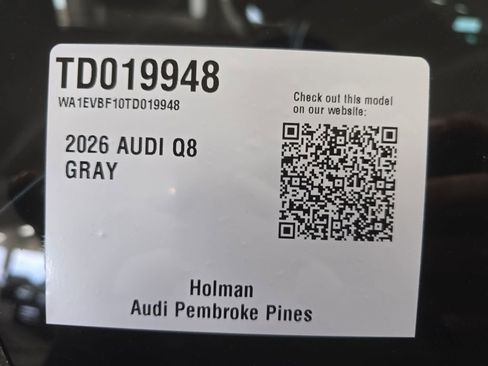 TD019948
WA1EVBF10TD019948
Check out this model
on our website:
2026 AUDI Q8
GRAY
Holman
Audi Pembroke Pines